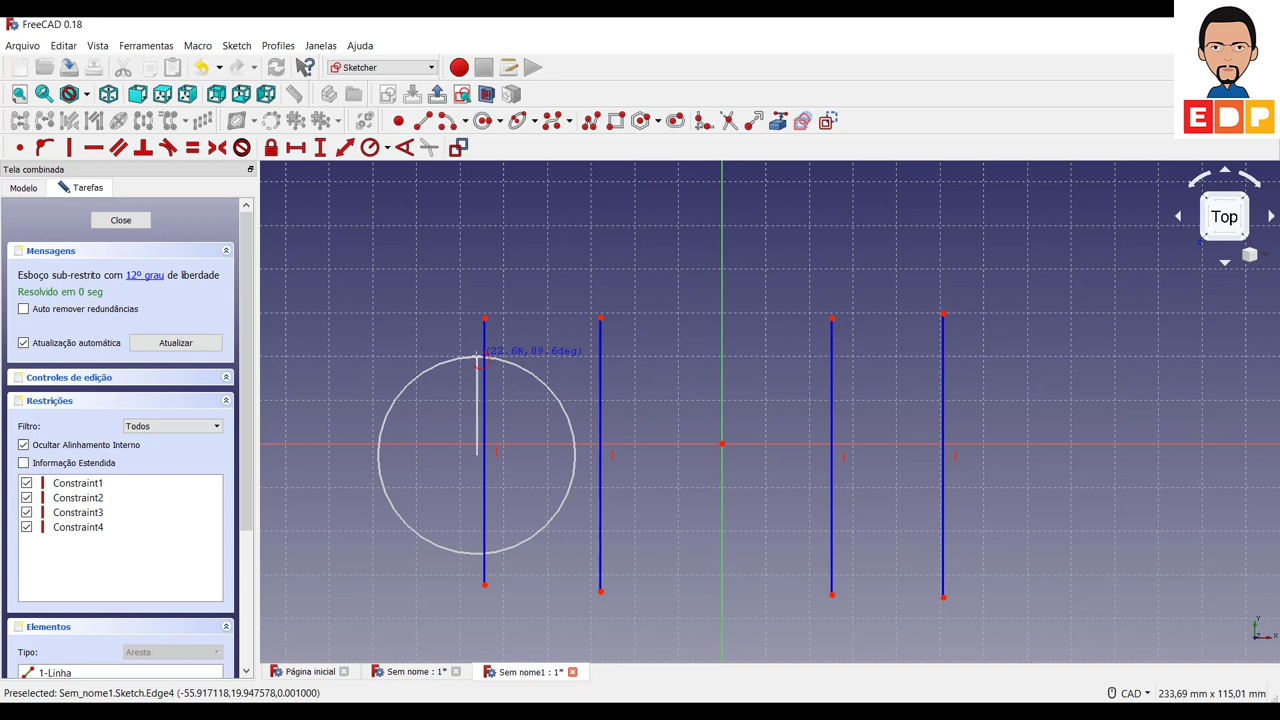 FreeCAD 0.18
Arquivo Editar Vista Ferramentas Macro Sketch Profiles Janelas Ajuda
Sketcher
EDP
Tela combinada
Modelo Tarefas
Close
Top
Mensagens
Esboço sub-restrito com 12º grau de liberdade
Resolvido em 0 seg
Auto remover redundâncias
Atualização automática Atualizar
(22.6R,89.6deg)
Controles de edição
Restrições
Filtro: Todos
Ocultar Alinhamento Interno
Informação Estendida
Constraint1
Constraint2
Constraint3
Constraint4
Elementos
Tipo: Aresta
1-Linha
Y
Z
X
Página inicial Sem nome : 1* Sem nome1 : 1*
Preselected: Sem_nome1.Sketch.Edge4 (-55.917118,19.947578,0.001000) CAD 233,69 mm x 115,01 mm